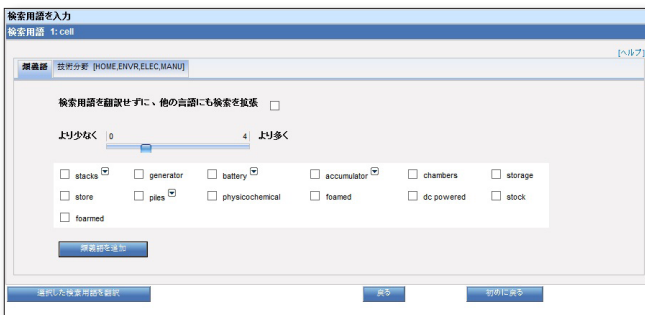 検索用語を入力
検索用語 1: cell
[ヘルプ]
類義語 技術分野 [HOME,ENVR,ELEC,MANU]
検索用語を翻訳せずに、他の言語にも検索を拡張
より少なく 0 4 より多く
stacks generator battery accumulator chambers storage
store piles physicochemical foamed dc powered stock
foarmed
類義語を追加
選択した検索用語を翻訳 戻る 初めに戻る